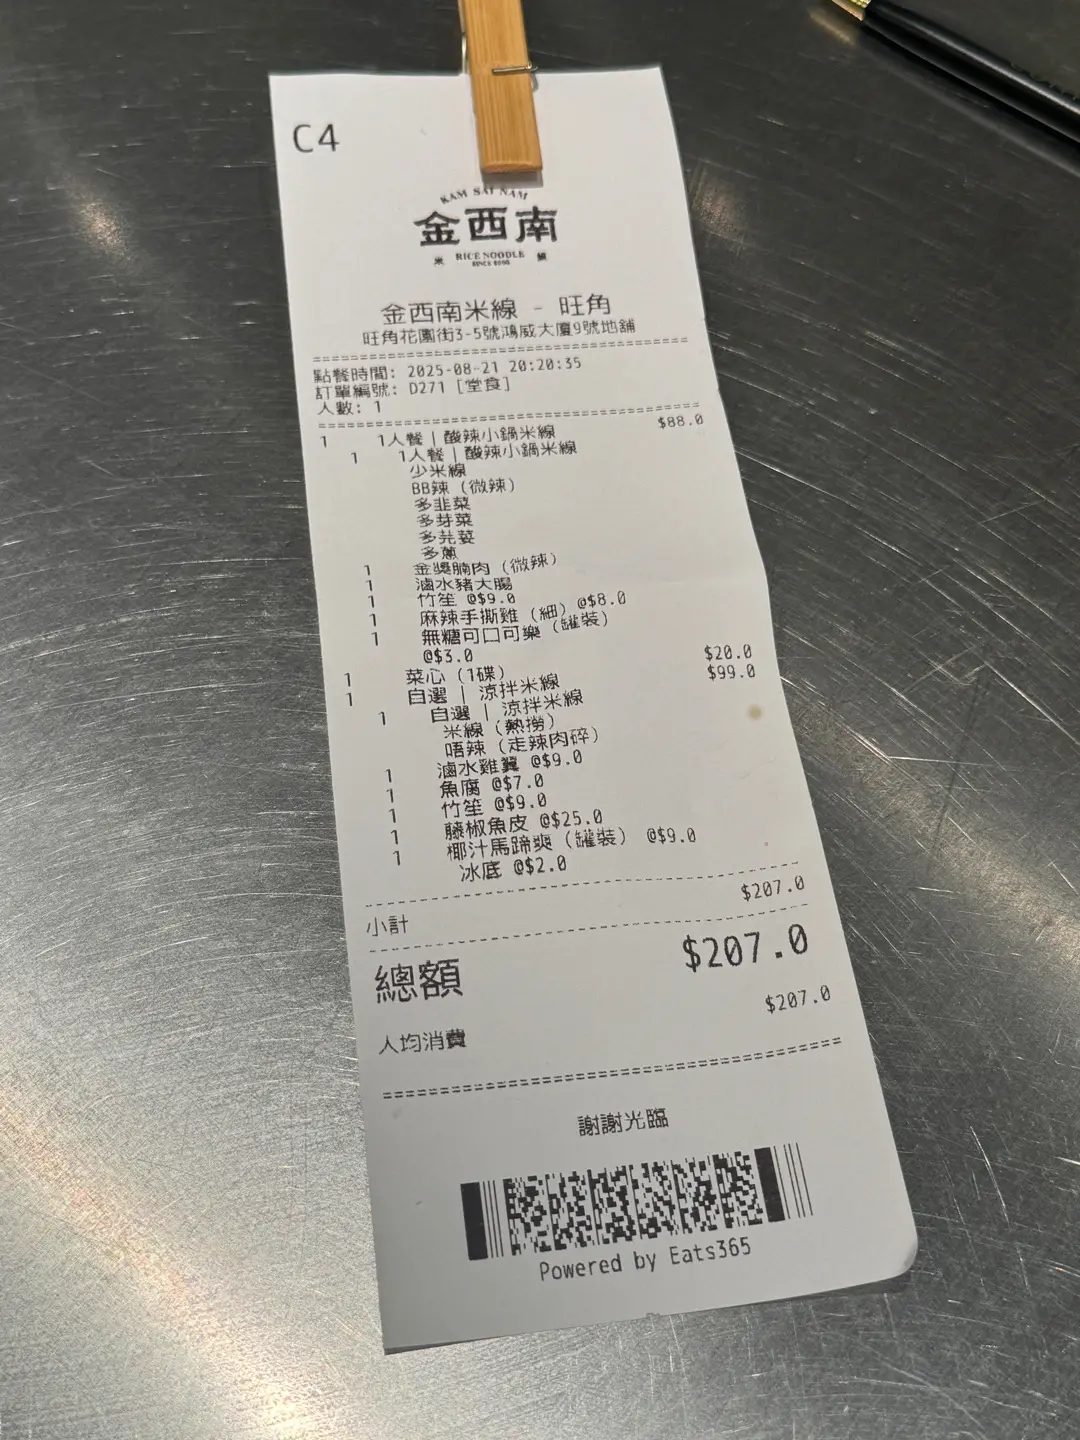 C4
KAM SAI NAM
金西南
米 RICE NOODLE 線
SINCE 2000
金西南米線 - 旺角
旺角花園街3-5號鴻威大廈9號地舖
點餐時間: 2025-08-21 20:20:35
訂單編號: D271 [堂食]
人數: 1
1 1人餐 | 酸辣小鍋米線 $88.0
1 1人餐 | 酸辣小鍋米線
少米線
BB辣 (微辣)
多韭菜
多芽菜
多芫荽
多蔥
1 金獎腩肉 (微辣)
1 滷水豬大腸
1 竹笙 @$9.0
1 麻辣手撕雞 (細) @$8.0
1 無糖可口可樂 (罐裝)
@$3.0
1 菜心 (1碟) $20.0
1 自選 | 涼拌米線 $99.0
1 自選 | 涼拌米線
米線 (熱撈)
唔辣 (走辣肉碎)
1 滷水雞翼 @$9.0
1 魚腐 @$7.0
1 竹笙 @$9.0
1 藤椒魚皮 @$25.0
1 椰汁馬蹄爽 (罐裝) @$9.0
冰底 @$2.0
小計 $207.0
總額 $207.0
人均消費 $207.0
謝謝光臨
Powered by Eats365